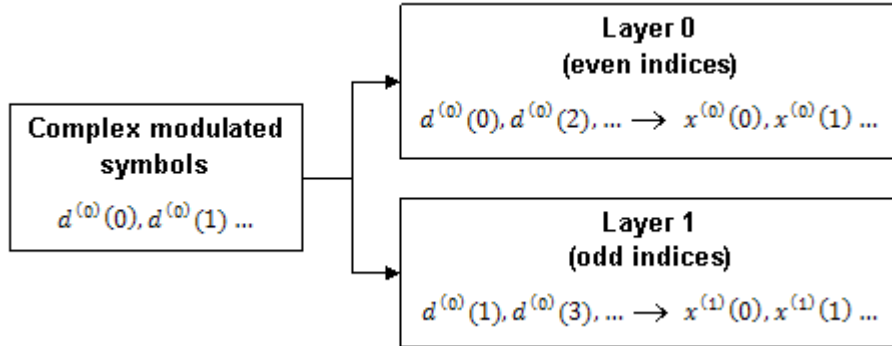 Complex modulated
symbols
d⁽⁰⁾(0), d⁽⁰⁾(1) ...
Layer 0
(even indices)
d⁽⁰⁾(0), d⁽⁰⁾(2), ... → x⁽⁰⁾(0), x⁽⁰⁾(1) ...
Layer 1
(odd indices)
d⁽⁰⁾(1), d⁽⁰⁾(3), ... → x⁽¹⁾(0), x⁽¹⁾(1) ...